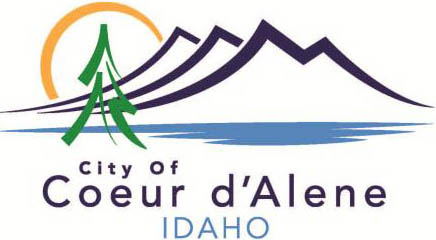 City Of
Coeur d'Alene
IDAHO